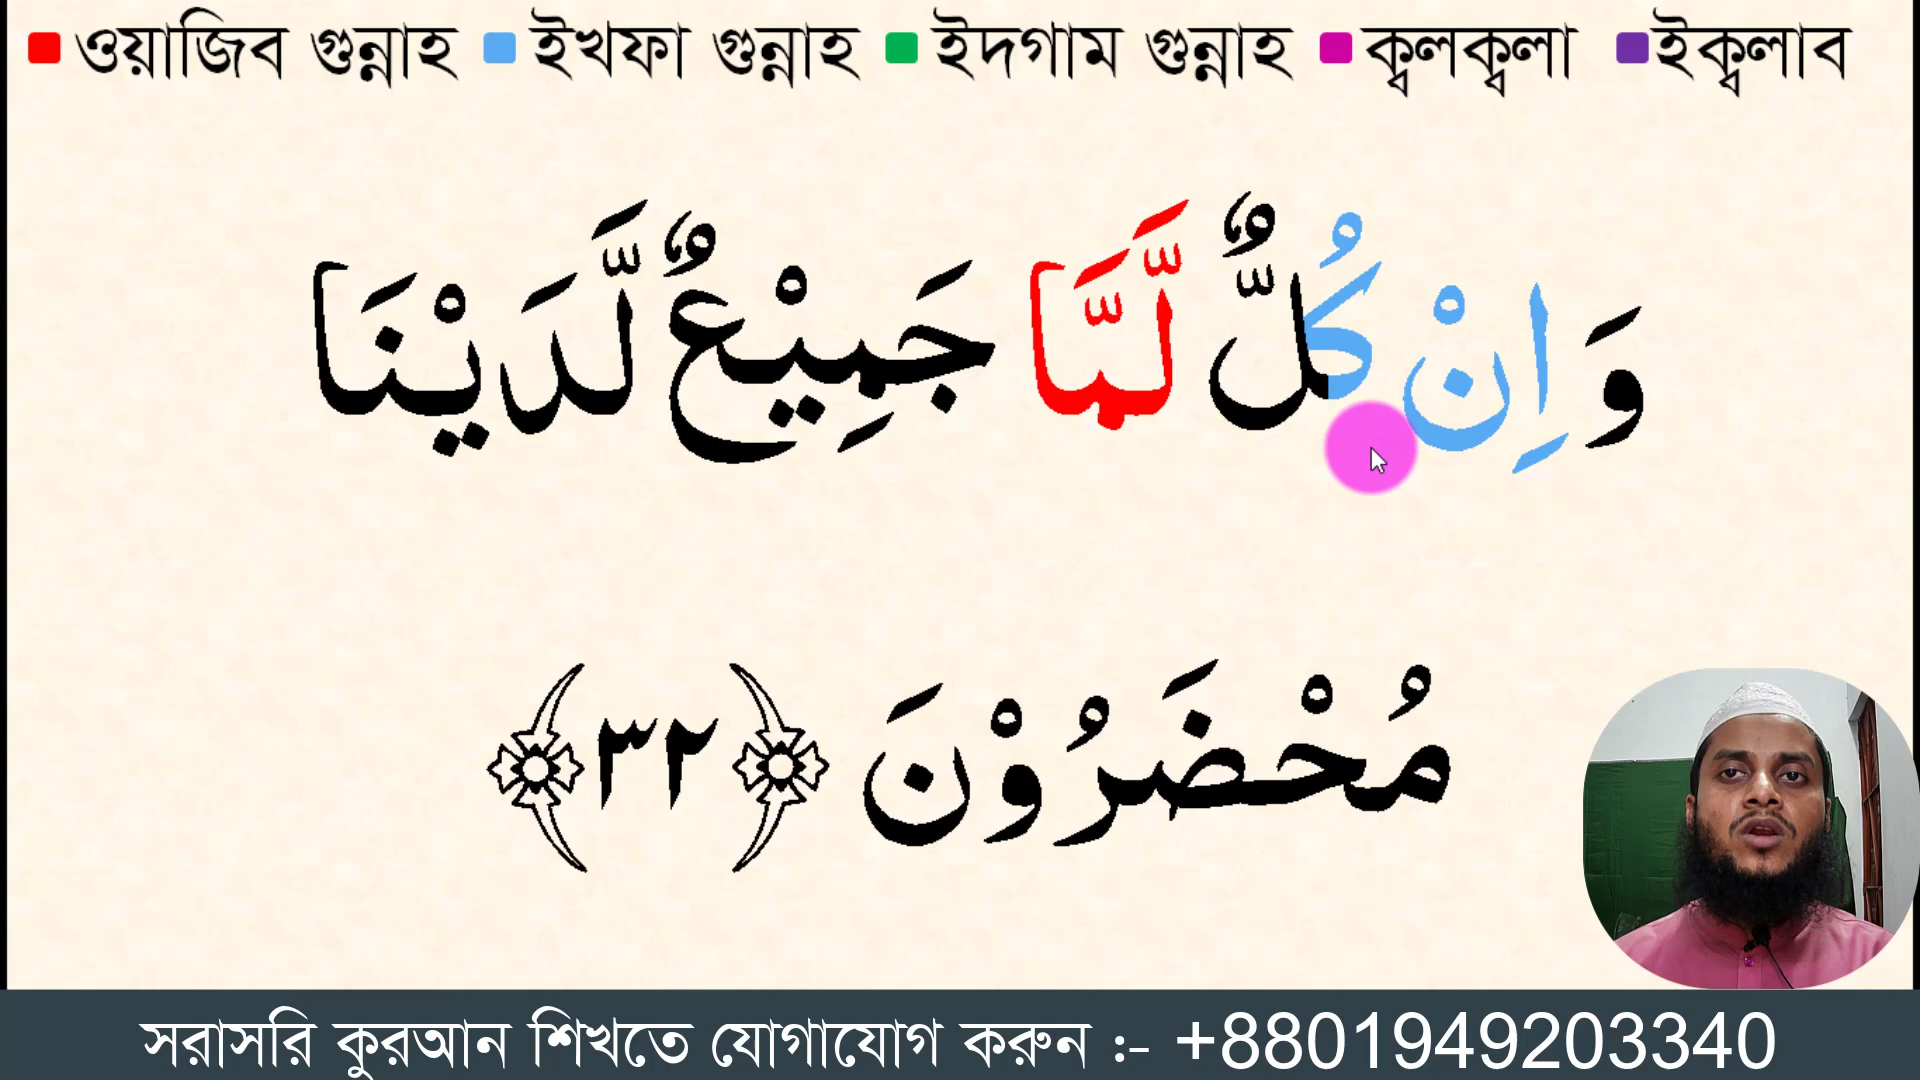 ওয়াজিব গুন্নাহ ইখফা গুন্নাহ ইদগাম গুন্নাহ ক্বলক্বলা ইক্বলাব
وَ اِنْ كُلٌّ لَّمَّا جَمِيْعٌ لَّدَيْنَا
مُحْضَرُوْنَ ﴿٣٢﴾
সরাসরি কুরআন শিখতে যোগাযোগ করুন :- +8801949203340